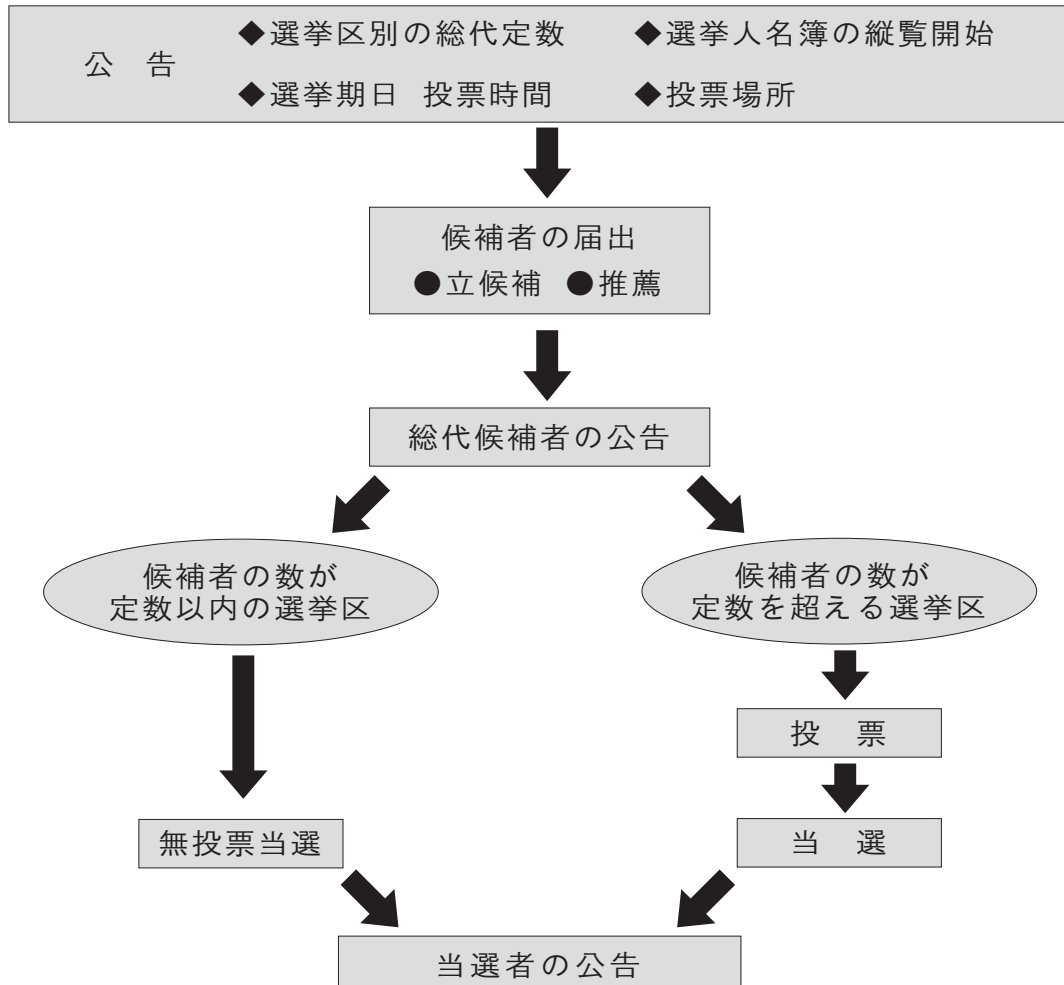 公　告
◆選挙区別の総代定数　◆選挙人名簿の縦覧開始
◆選挙期日 投票時間　◆投票場所
候補者の届出
●立候補 ●推薦
総代候補者の公告
候補者の数が
定数以内の選挙区
候補者の数が
定数を超える選挙区
投　票
無投票当選
当　選
当選者の公告